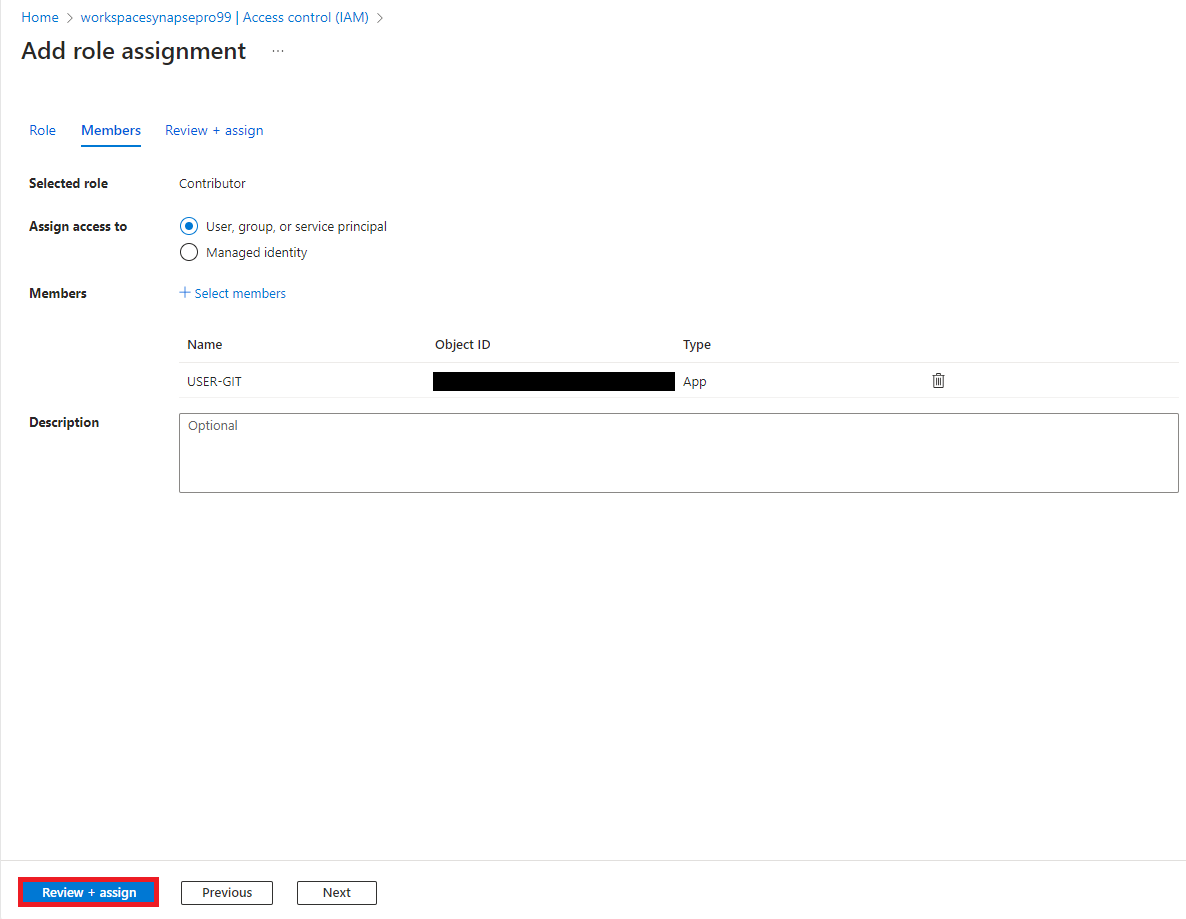 Home > workspacesynapsepro99 | Access control (IAM) >
Add role assignment ...
Role Members Review + assign
Selected role Contributor
Assign access to User, group, or service principal
Managed identity
Members + Select members
Name Object ID Type
USER-GIT App
Description Optional
Review + assign Previous Next